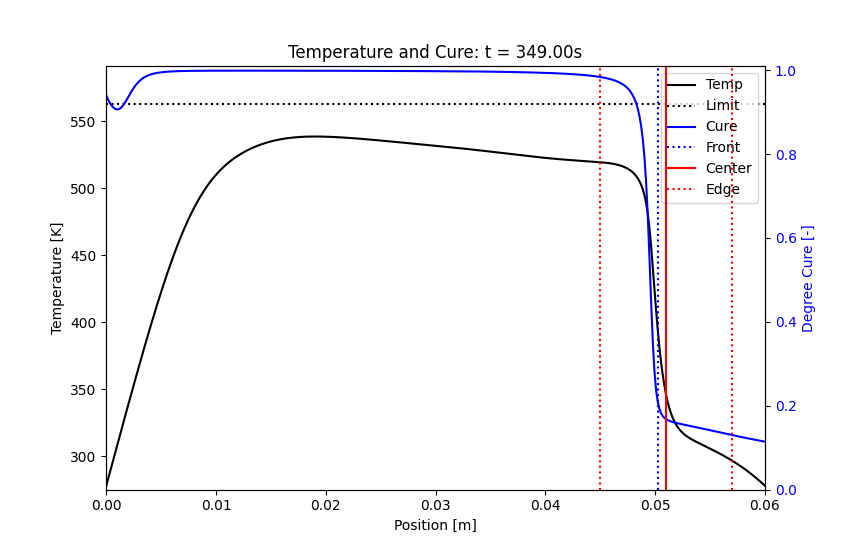 Temperature and Cure: t = 349.00s
Temp
Limit
Cure
Front
Center
Edge
550
500
450
400
350
300
Temperature [K]
1.0
0.8
0.6
0.4
0.2
0.0
Degree Cure [-]
0.00 0.01 0.02 0.03 0.04 0.05 0.06
Position [m]